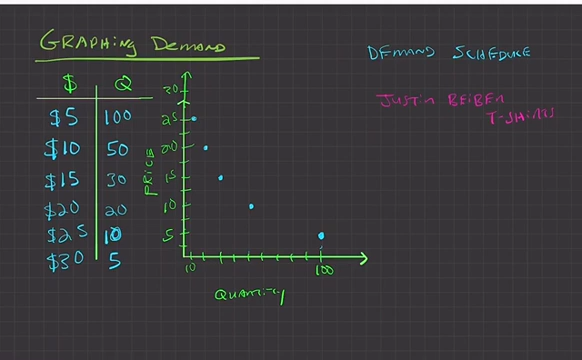 GRAPHING DEMAND
DEMAND SCHEDUCE
JUSTIN BEIBER
T-SHIRTS
$ Q
$5 100
$10 50
$15 30
$20 20
$25 10
$30 5
PRICE
30
25
20
15
10
5
10 100
QUANTITY